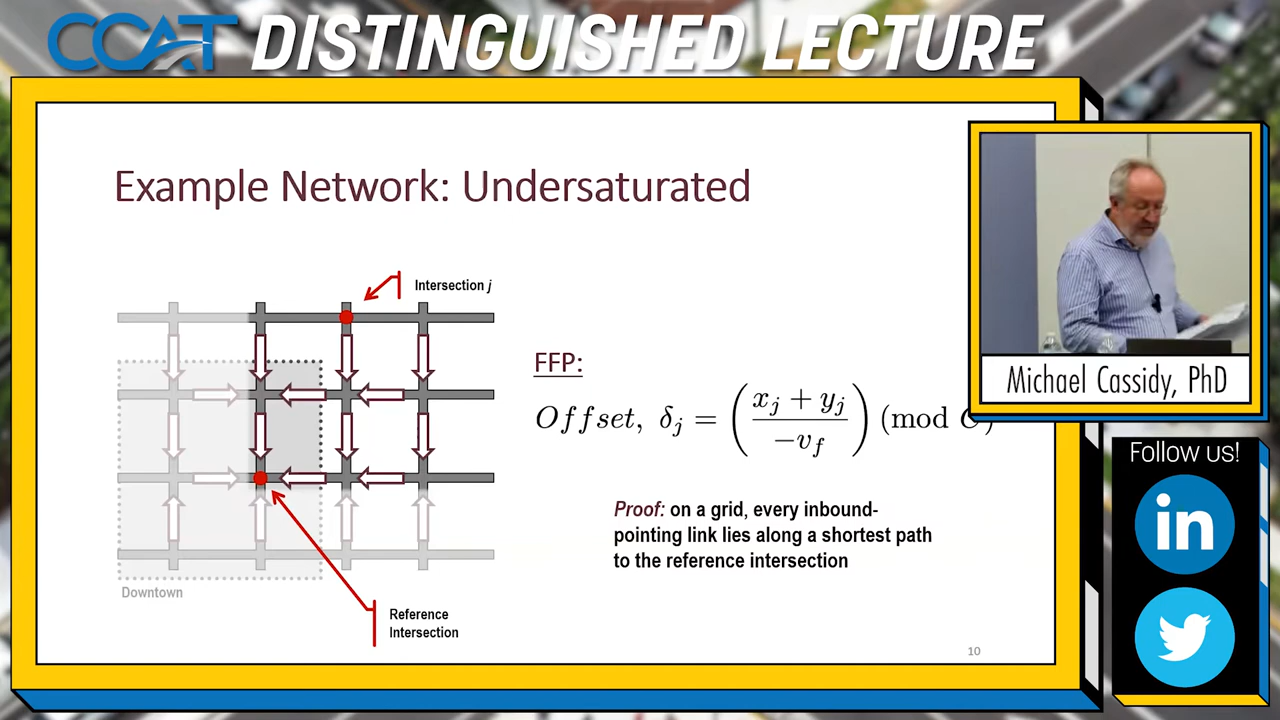 CCAT DISTINGUISHED LECTURE
Example Network: Undersaturated
Intersection j
FFP:
Offset, δj = ( xj + yj / −vf ) (mod C)
Proof: on a grid, every inbound-
pointing link lies along a shortest path
to the reference intersection
Downtown
Reference
Intersection
10
Michael Cassidy, PhD
Follow us!
in